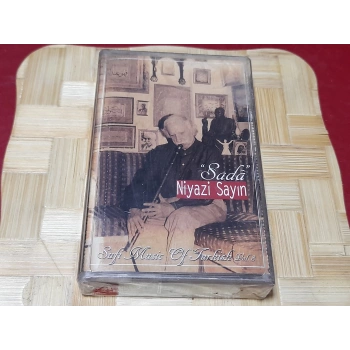 "Sadâ"
Niyazi Sayın
Sufi Music Of Turkish